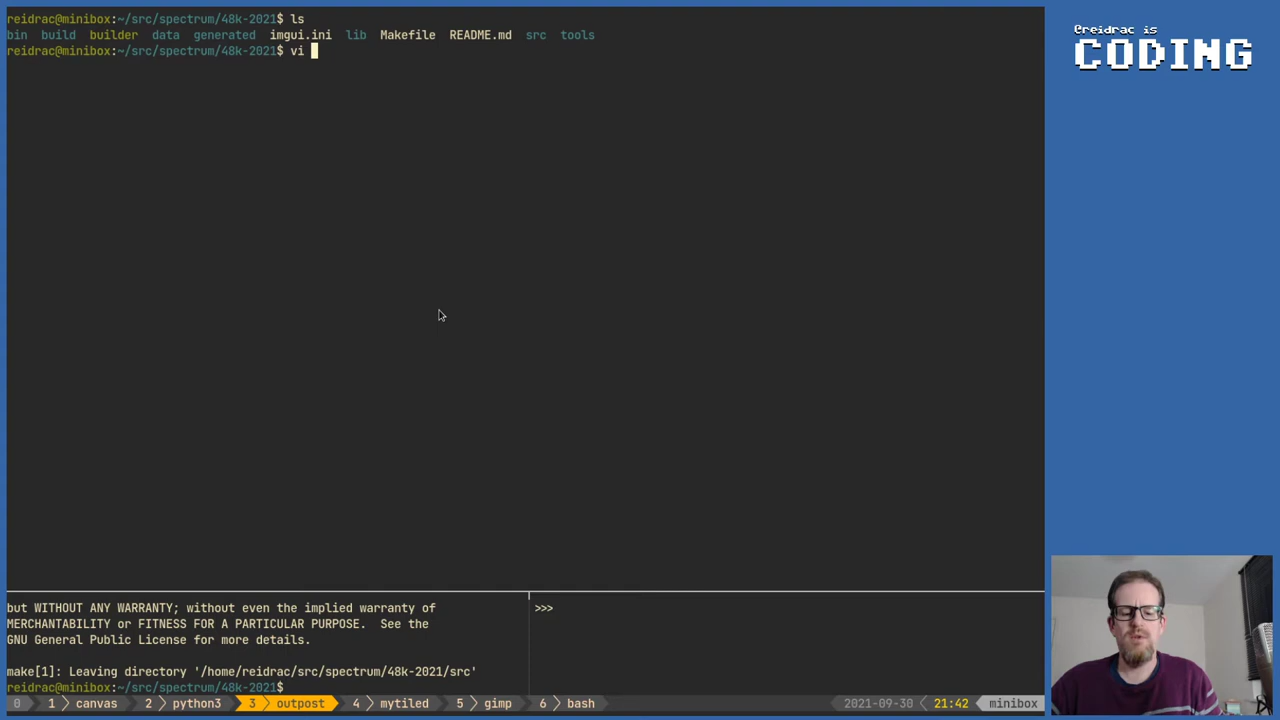 reidrac@minibox:~/src/spectrum/48k-2021$ ls
bin build builder data generated imgui.ini lib Makefile README.md src tools
reidrac@minibox:~/src/spectrum/48k-2021$ vi
@reidrac is
CODING
but WITHOUT ANY WARRANTY; without even the implied warranty of
MERCHANTABILITY or FITNESS FOR A PARTICULAR PURPOSE. See the
GNU General Public License for more details.
make[1]: Leaving directory '/home/reidrac/src/spectrum/48k-2021/src'
reidrac@minibox:~/src/spectrum/48k-2021$
>>>
0 1 canvas 2 python3 3 outpost 4 mytiled 5 gimp 6 bash 2021-09-30 21:42 minibox